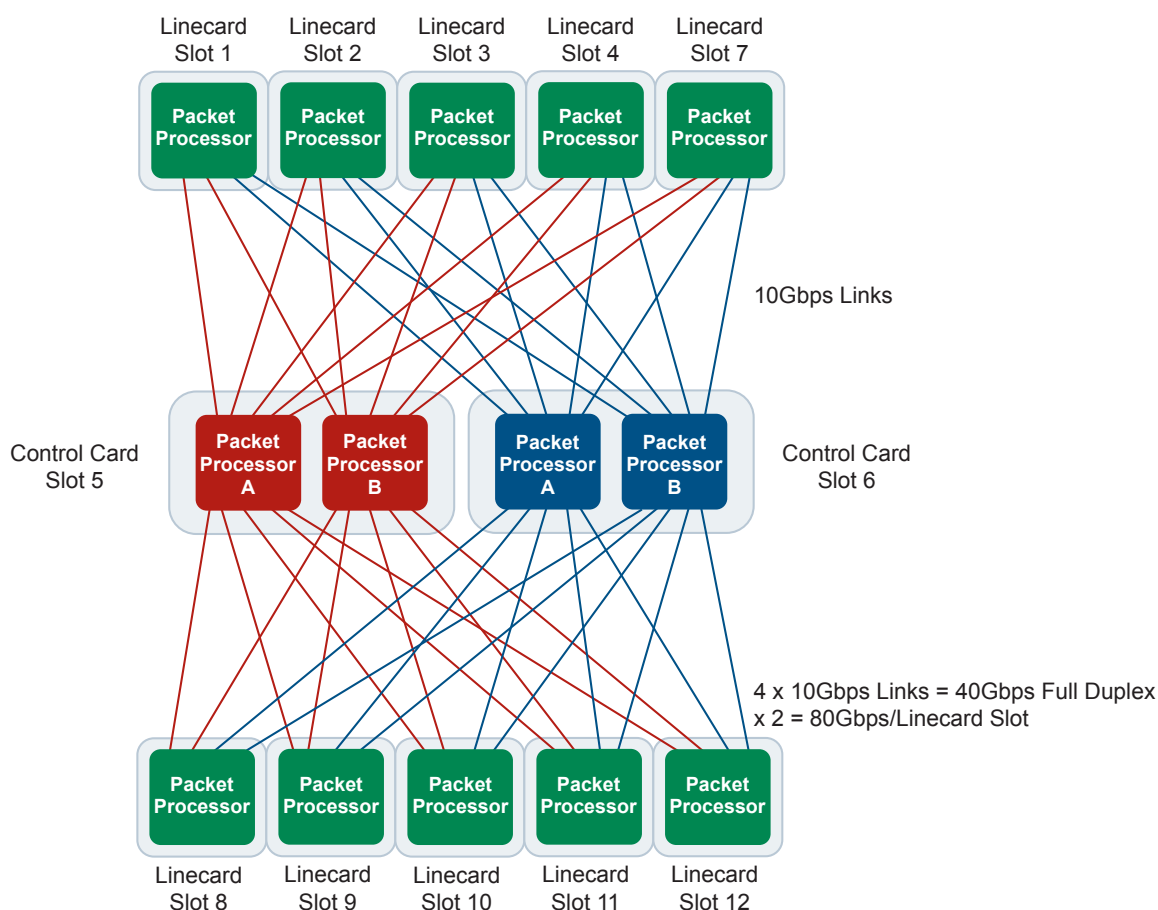 Linecard
Slot 1
Linecard
Slot 2
Linecard
Slot 3
Linecard
Slot 4
Linecard
Slot 7
Packet
Processor
Packet
Processor
Packet
Processor
Packet
Processor
Packet
Processor
10Gbps Links
Control Card
Slot 5
Packet
Processor
A
Packet
Processor
B
Packet
Processor
A
Packet
Processor
B
Control Card
Slot 6
4 x 10Gbps Links = 40Gbps Full Duplex
x 2 = 80Gbps/Linecard Slot
Packet
Processor
Packet
Processor
Packet
Processor
Packet
Processor
Packet
Processor
Linecard
Slot 8
Linecard
Slot 9
Linecard
Slot 10
Linecard
Slot 11
Linecard
Slot 12